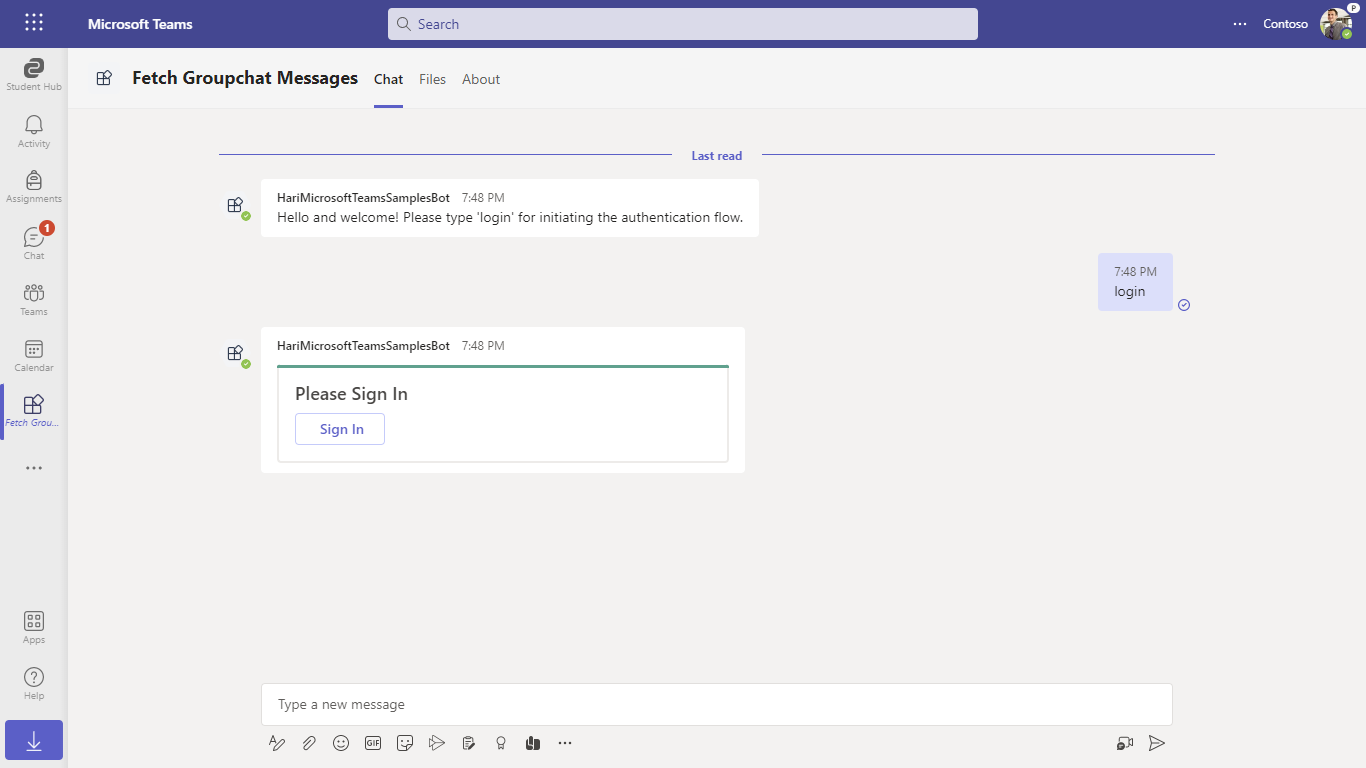 Microsoft Teams
Search
Contoso
P
Student Hub
Activity
Assignments
1
Chat
Teams
Calendar
Fetch Grou...
Apps
Help
Fetch Groupchat Messages Chat Files About
Last read
HariMicrosoftTeamsSamplesBot 7:48 PM
Hello and welcome! Please type 'login' for initiating the authentication flow.
7:48 PM
login
HariMicrosoftTeamsSamplesBot 7:48 PM
Please Sign In
Sign In
Type a new message
GIF